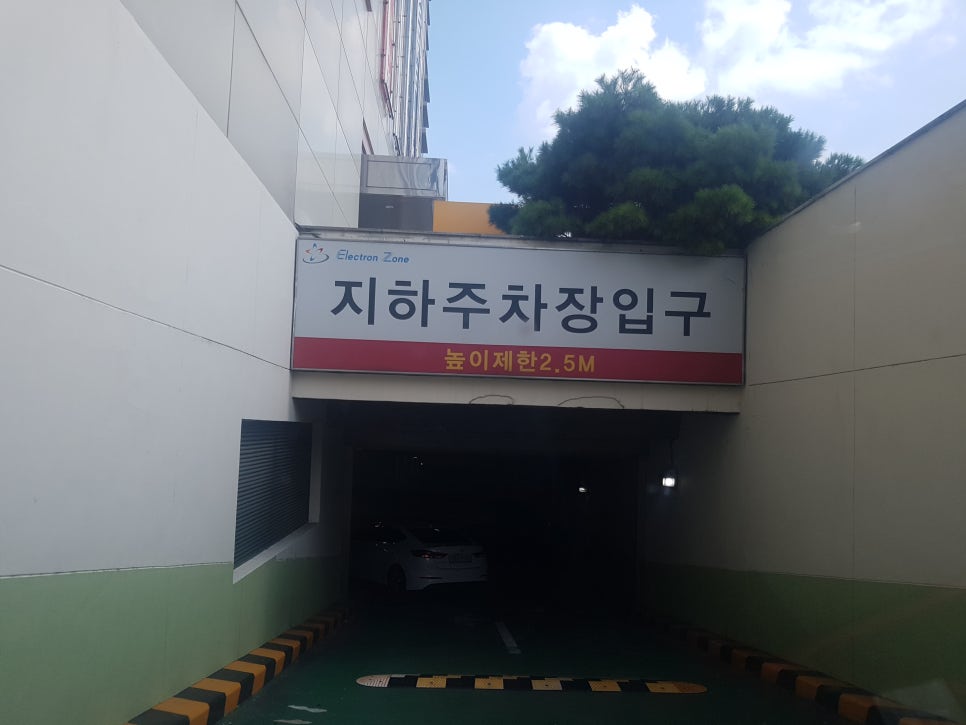 Electron Zone
지하주차장입구
높이제한2.5M